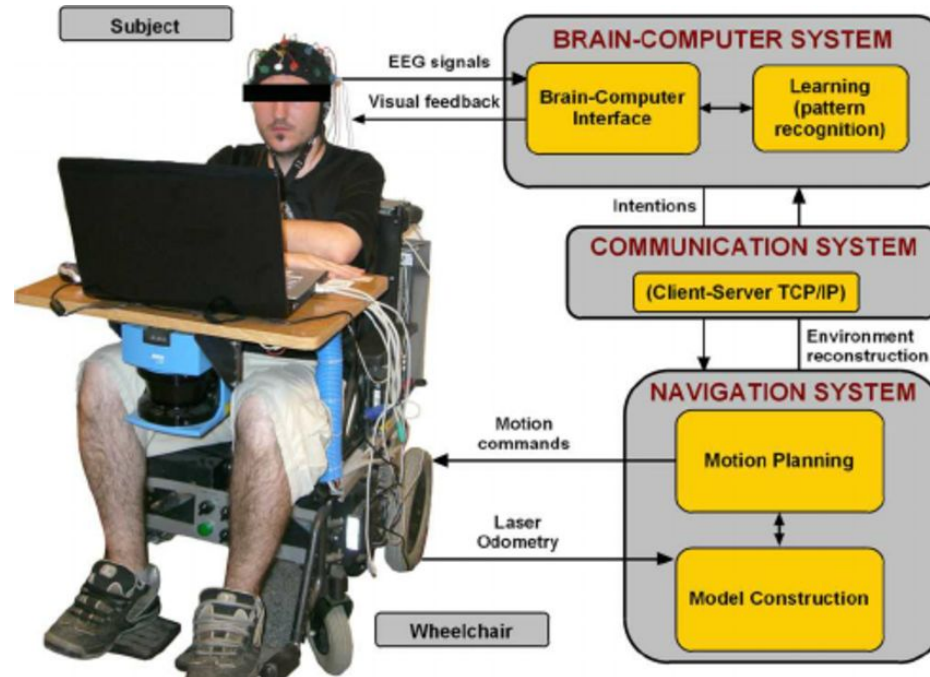 Subject
EEG signals
Visual feedback
BRAIN-COMPUTER SYSTEM
Brain-Computer
Interface
Learning
(pattern
recognition)
Intentions
COMMUNICATION SYSTEM
(Client-Server TCP/IP)
Environment
reconstruction
NAVIGATION SYSTEM
Motion
commands
Motion Planning
Laser
Odometry
Model Construction
Wheelchair